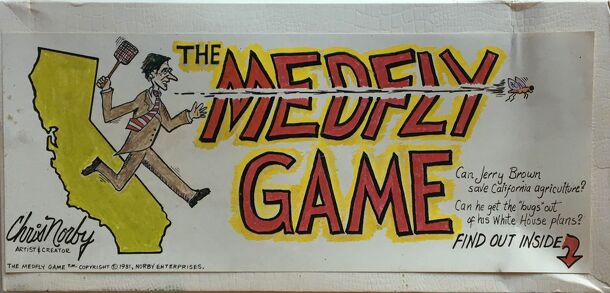 THE MEDFLY
GAME
Can Jerry Brown
save California agriculture?
Can he get the "bugs" out
of his White House plans?
FIND OUT INSIDE
Chris Norby
ARTIST & CREATOR
THE MEDFLY GAME T.M. COPYRIGHT © 1981, NORBY ENTERPRISES.